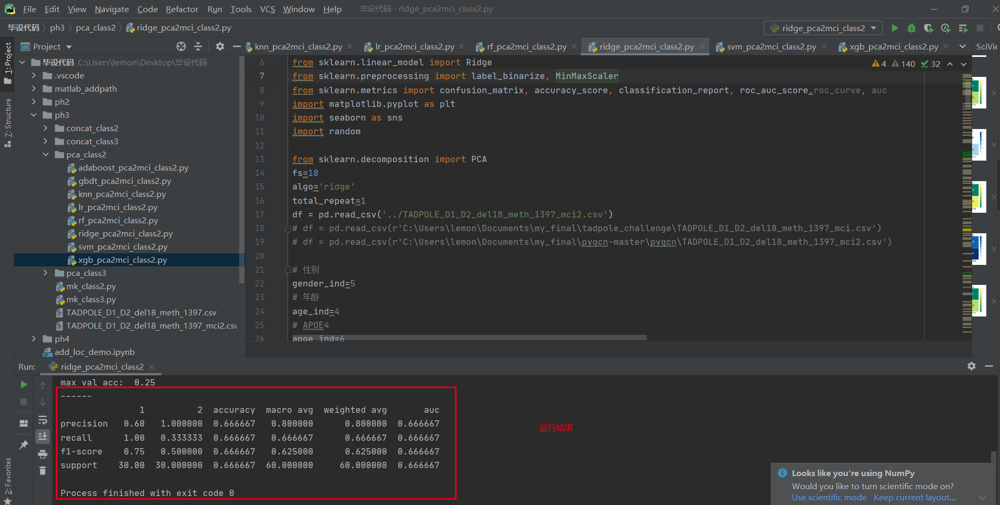 File Edit View Navigate Code Refactor Run Tools VCS Window Help 毕设代码 - ridge_pca2mci_class2.py
毕设代码 ph3 pca_class2 ridge_pca2mci_class2.py
ridge_pca2mci_class2
1: Project
7: Structure
2: Favorites
Project
毕设代码 C:\Users\lemon\Desktop\毕设代码
.vscode
matlab_addpath
ph2
ph3
concat_class2
concat_class3
pca_class2
adaboost_pca2mci_class2.py
gbdt_pca2mci_class2.py
knn_pca2mci_class2.py
lr_pca2mci_class2.py
rf_pca2mci_class2.py
ridge_pca2mci_class2.py
svm_pca2mci_class2.py
xgb_pca2mci_class2.py
pca_class3
mk_class2.py
mk_class3.py
TADPOLE_D1_D2_del18_meth_1397.csv
TADPOLE_D1_D2_del18_meth_1397_mci2.csv
ph4
add_loc_demo.ipynb
knn_pca2mci_class2.py lr_pca2mci_class2.py rf_pca2mci_class2.py ridge_pca2mci_class2.py svm_pca2mci_class2.py xgb_pca2mci_class2.py SciVie
4 140 32
6 from sklearn.linear_model import Ridge
7 from sklearn.preprocessing import label_binarize, MinMaxScaler
8 from sklearn.metrics import confusion_matrix, accuracy_score, classification_report, roc_auc_score,roc_curve, auc
9 import matplotlib.pyplot as plt
10 import seaborn as sns
11 import random
12
13 from sklearn.decomposition import PCA
14 fs=18
15 algo='ridge'
16 total_repeat=1
17 df = pd.read_csv('../TADPOLE_D1_D2_del18_meth_1397_mci2.csv')
18 # df = pd.read_csv(r'C:\Users\lemon\Documents\my_final\tadpole_challenge\TADPOLE_D1_D2_del18_meth_1397_mci.csv')
19 # df = pd.read_csv(r'C:\Users\lemon\Documents\my_final\pygcn-master\pygcn\TADPOLE_D1_D2_del18_meth_1397_mci2.csv')
20
21 # 性别
22 gender_ind=5
23 # 年龄
24 age_ind=4
25 # APOE4
26 apoe_ind=6
Run: ridge_pca2mci_class2
max val acc: 0.25
------
1 2 accuracy macro avg weighted avg auc
precision 0.60 1.000000 0.666667 0.800000 0.800000 0.666667
recall 1.00 0.333333 0.666667 0.666667 0.666667 0.666667
f1-score 0.75 0.500000 0.666667 0.625000 0.625000 0.666667
support 30.00 30.000000 0.666667 60.000000 60.000000 0.666667
Process finished with exit code 0
运行结束
Looks like you're using NumPy
Would you like to turn scientific mode on?
Use scientific mode Keep current layout...